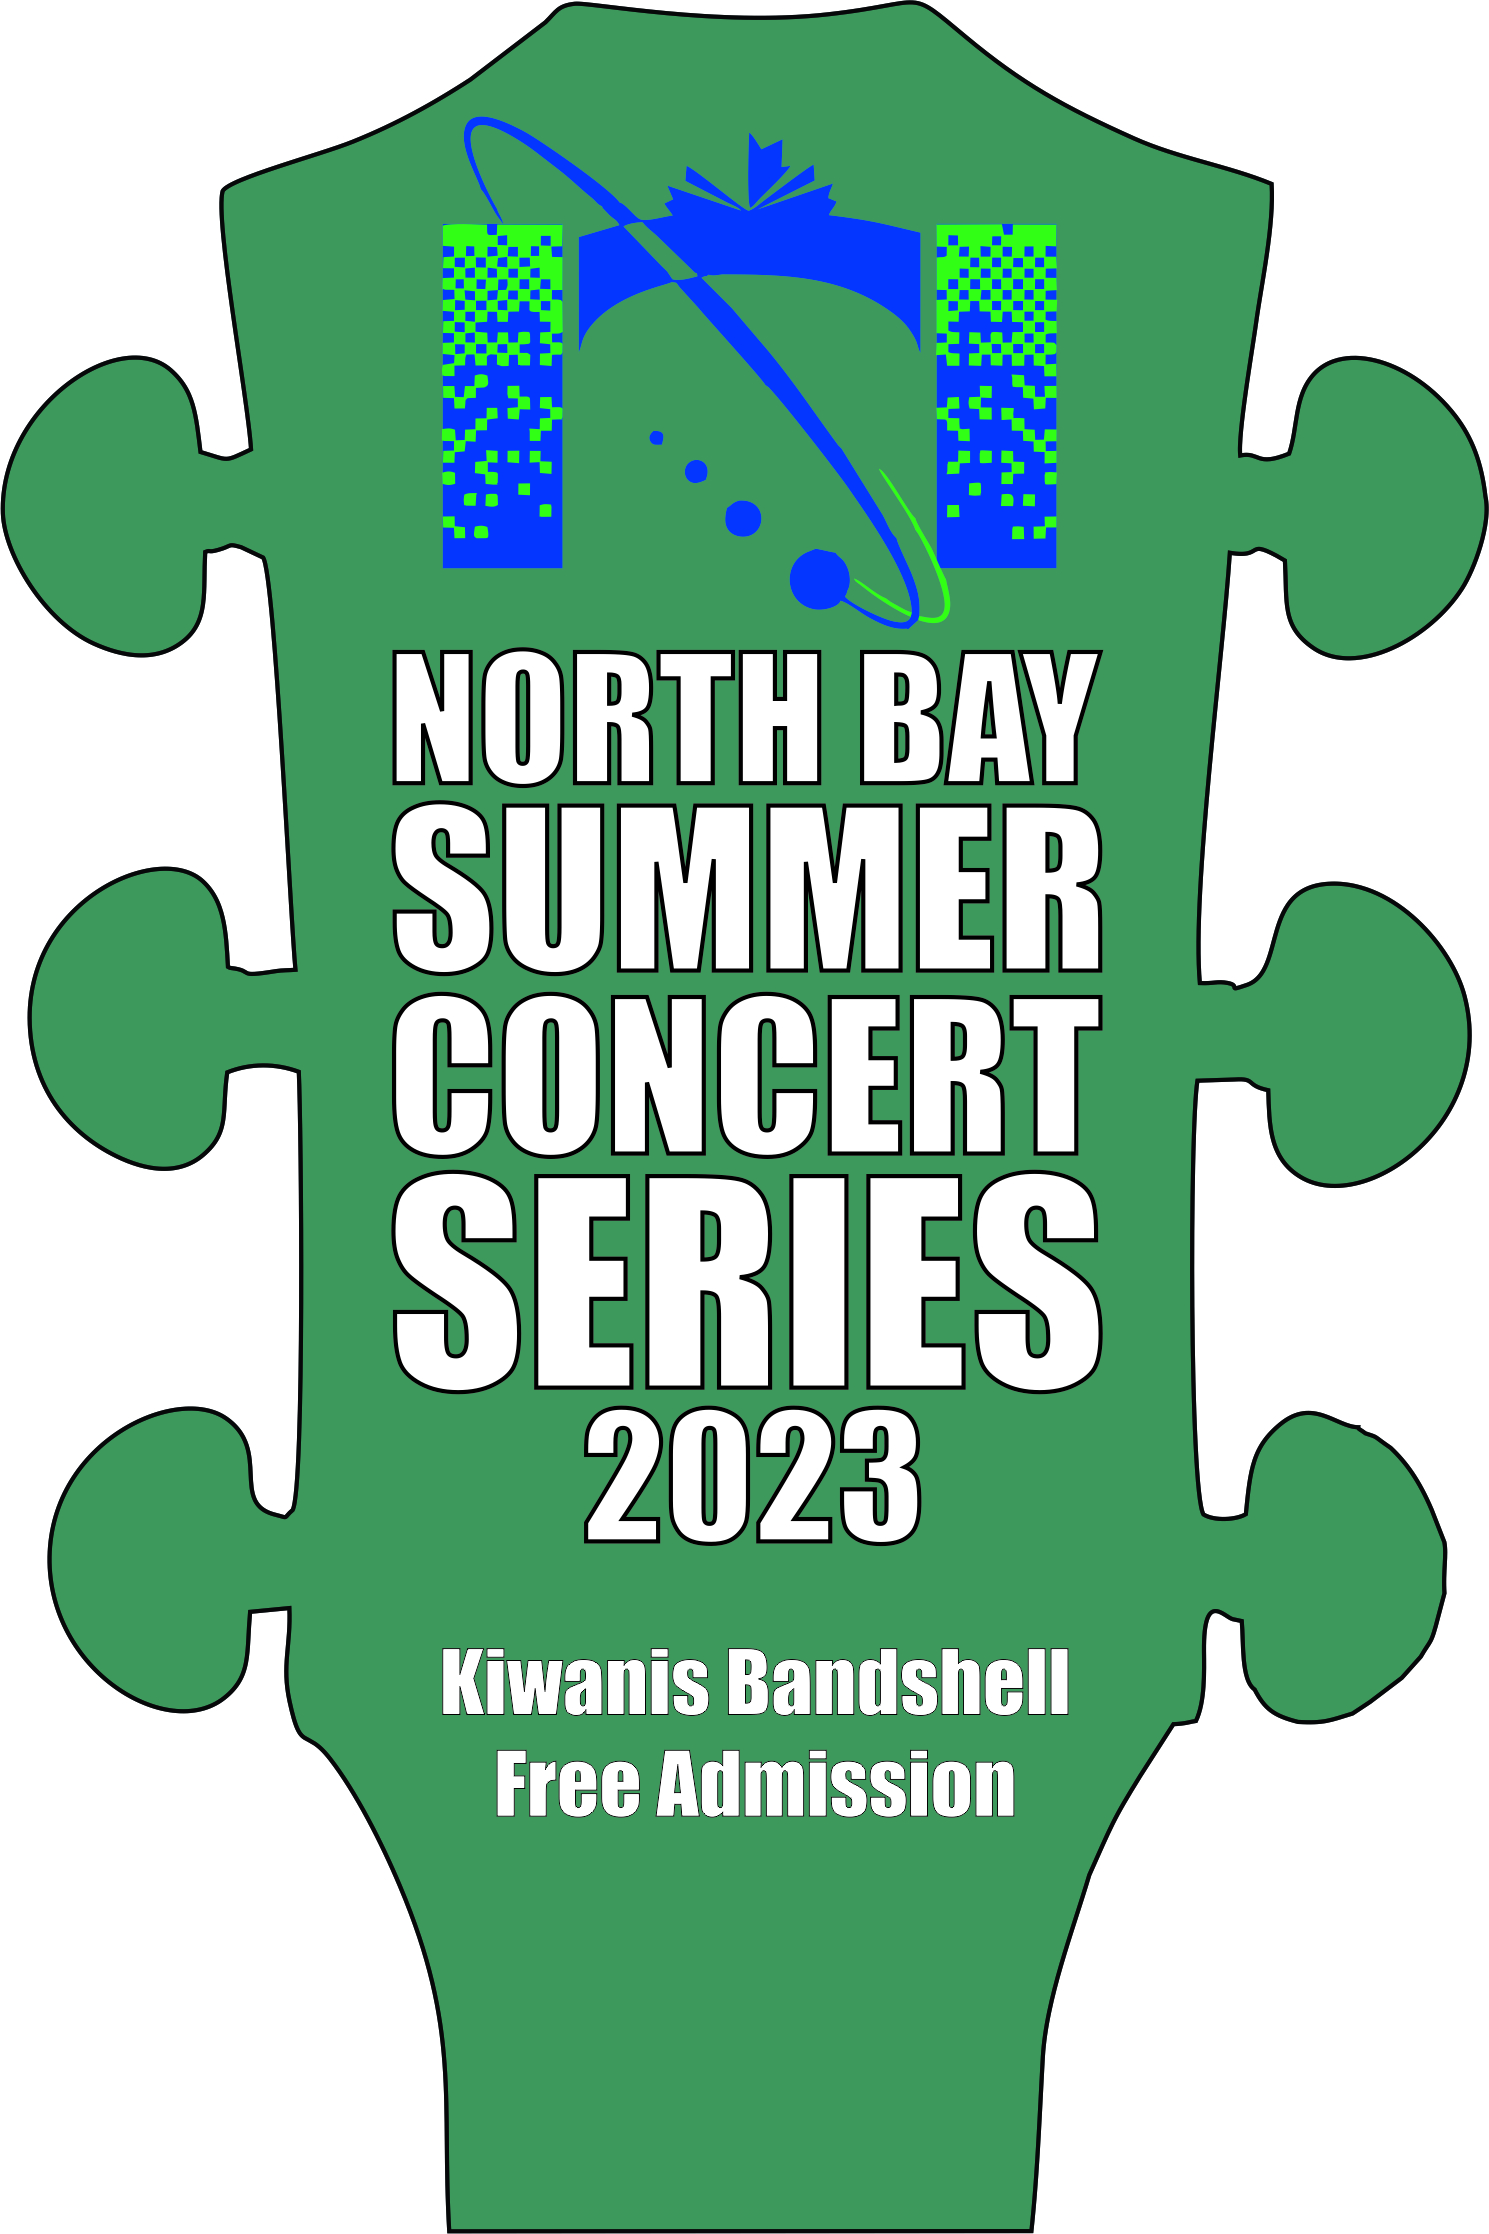 NORTH BAY
SUMMER
CONCERT
SERIES
2023
Kiwanis Bandshell
Free Admission